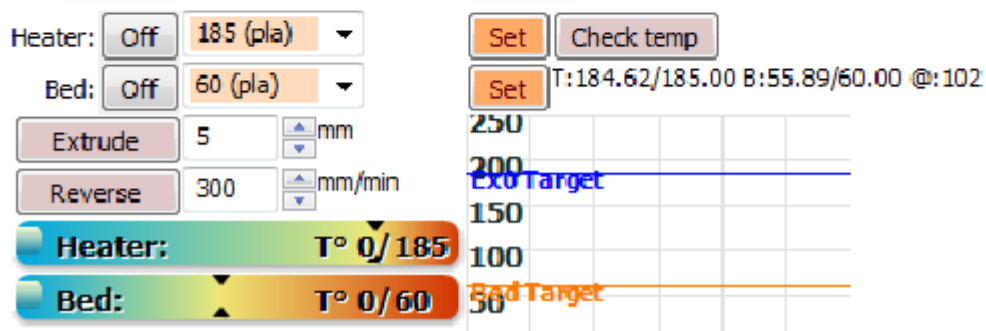 Heater: Off 185 (pla) Set Check temp
Bed: Off 60 (pla) Set T:184.62/185.00 B:55.89/60.00 @:102
Extrude 5 mm
Reverse 300 mm/min
Heater: T° 0/185
Bed: T° 0/60
250
200
Ex0 Target
150
100
Bed Target
50